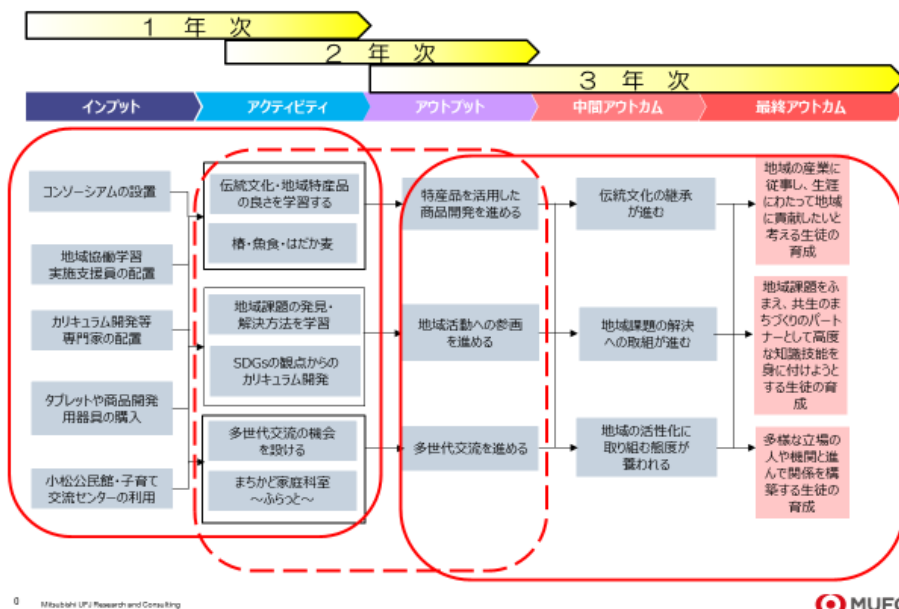 1 年 次
2 年 次
3 年 次
インプット
アクティビティ
アウトプット
中間アウトカム
最終アウトカム
コンソーシアムの設置
地域協働学習
実施支援員の配置
カリキュラム開発等
専門家の配置
タブレットや商品開発
用器具の購入
小松公民館・子育て
交流センターの利用
伝統文化・地域特産品
の良さを学習する
椿・魚食・はだか麦
地域課題の発見・
解決方法を学習
SDGsの観点からの
カリキュラム開発
多世代交流の機会
を設ける
まちかど家庭科室
～ふらっと～
特産品を活用した
商品開発を進める
地域活動への参画
を進める
多世代交流を進める
伝統文化の継承
が進む
地域課題の解決
への取組が進む
地域の活性化に
取り組む態度が
養われる
地域の産業に
従事し、生涯
にわたって地域
に貢献したいと
考える生徒の
育成
地域課題をふ
まえ、共生のま
ちづくりのパート
ナーとして高度
な知識技能を
身に付けようと
する生徒の育
成
多様な立場の
人や機関と進
んで関係を構
築する生徒の
育成
0
Mitsubishi UFJ Research and Consulting
MUFG